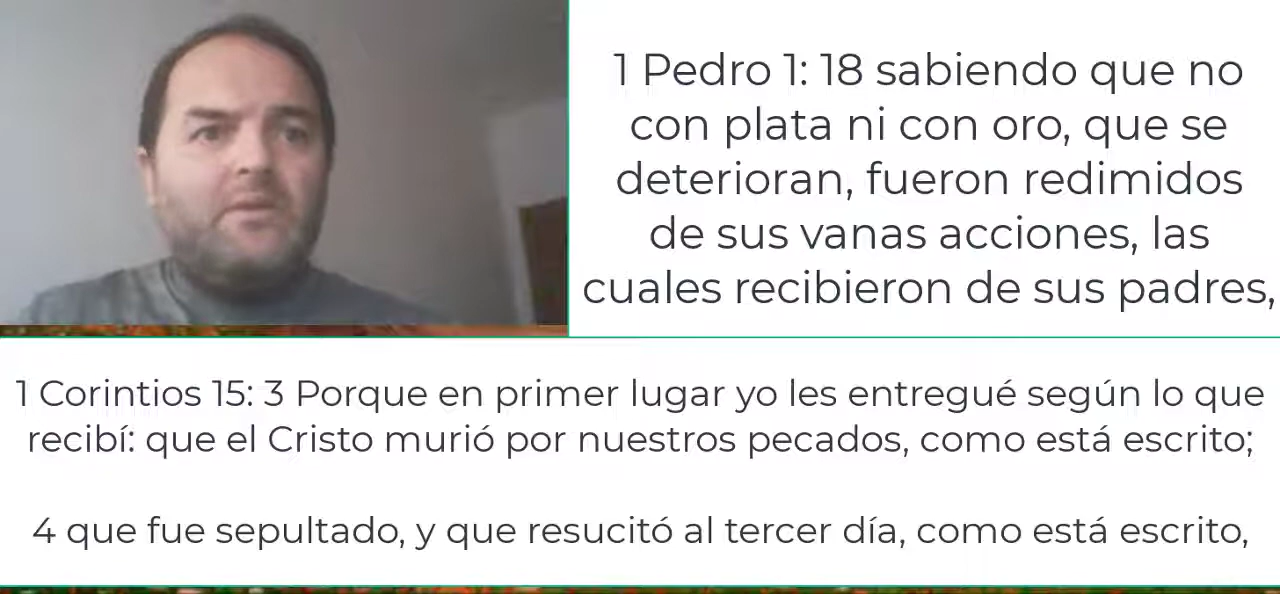 1 Pedro 1: 18 sabiendo que no
con plata ni con oro, que se
deterioran, fueron redimidos
de sus vanas acciones, las
cuales recibieron de sus padres,
1 Corintios 15: 3 Porque en primer lugar yo les entregué según lo que
recibí: que el Cristo murió por nuestros pecados, como está escrito;
4 que fue sepultado, y que resucitó al tercer día, como está escrito,